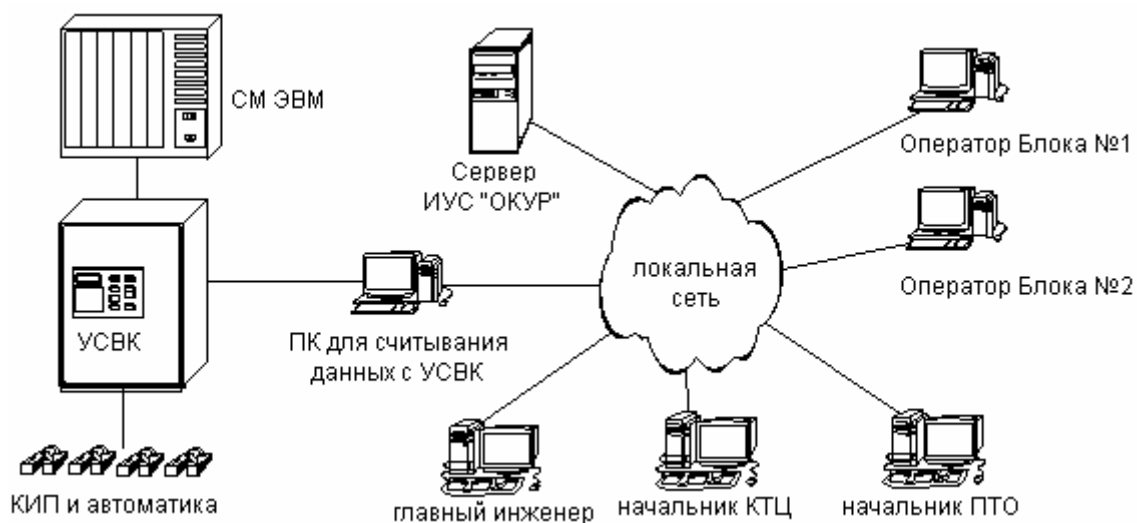 СМ ЭВМ
Сервер
ИУС "ОКУР"
Оператор Блока №1
Оператор Блока №2
локальная
сеть
УСВК
ПК для считывания
данных с УСВК
КИП и автоматика
главный инженер
начальник КТЦ
начальник ПТО